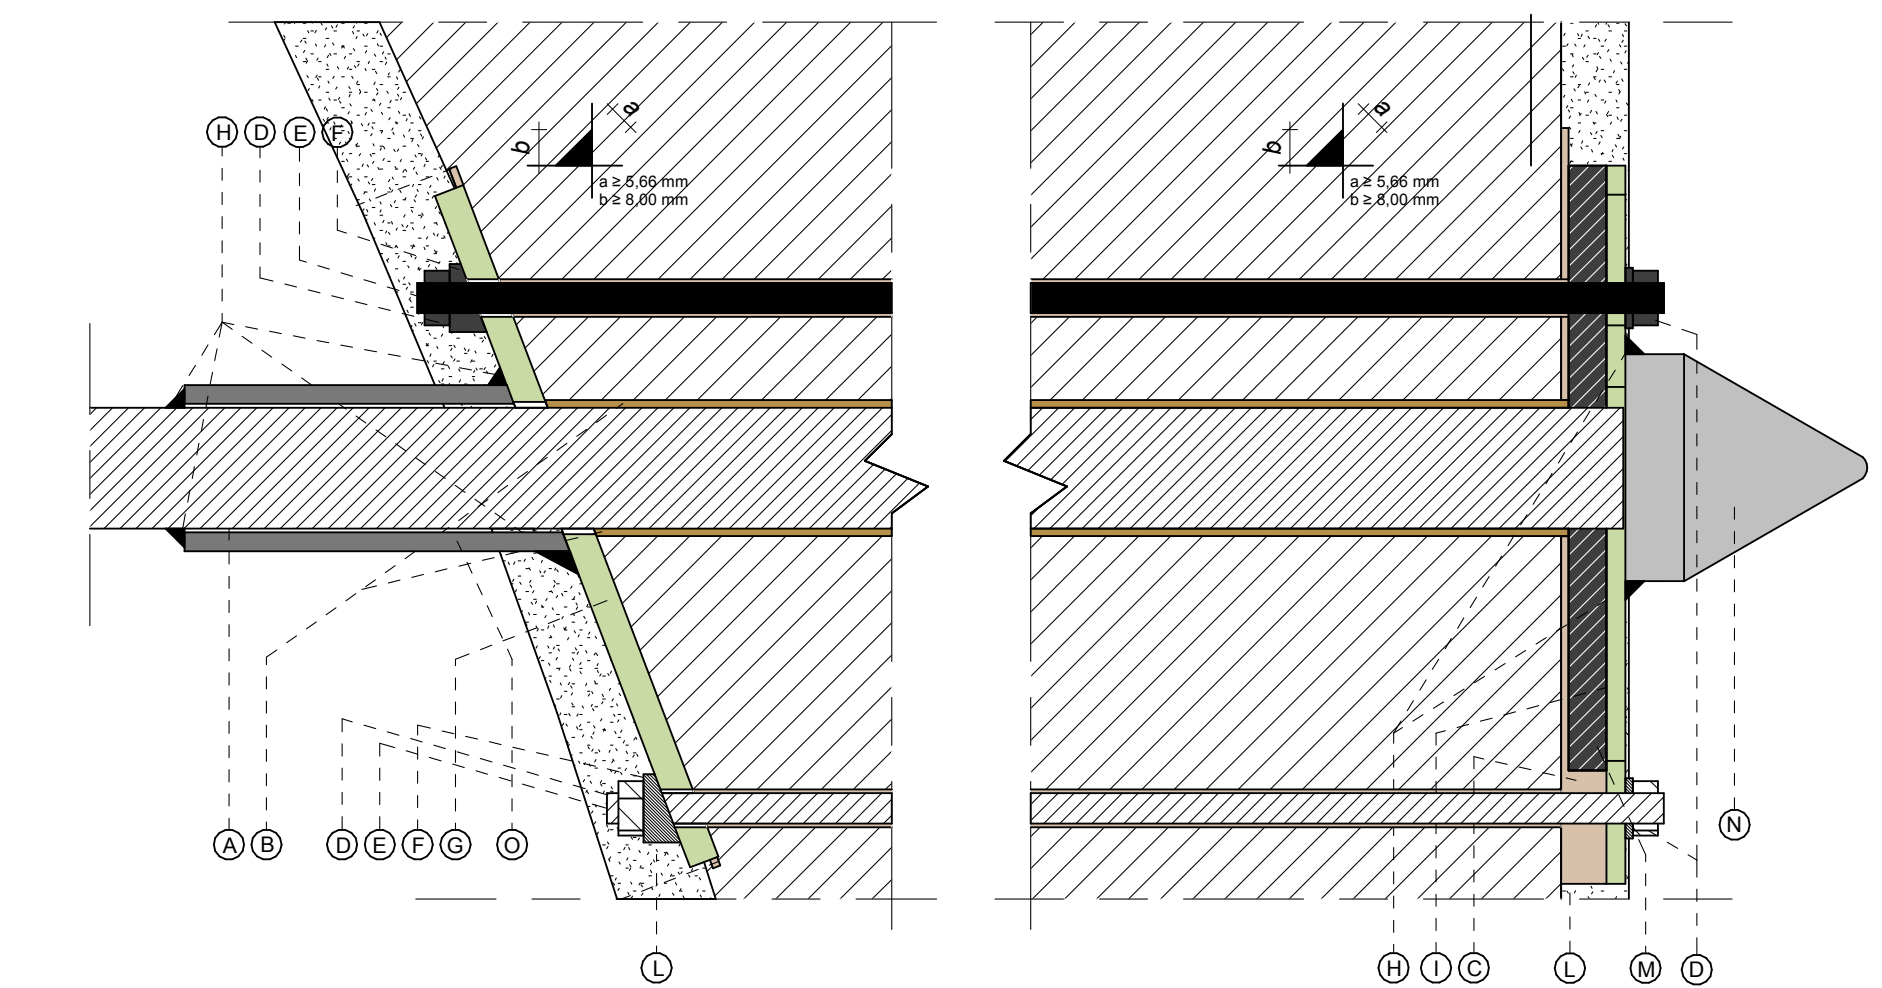 a
b
a ≥ 5,66 mm
b ≥ 8,00 mm
a
b
a ≥ 5,66 mm
b ≥ 8,00 mm
H D E F
A B D E F G O
N
L
H I C L M D